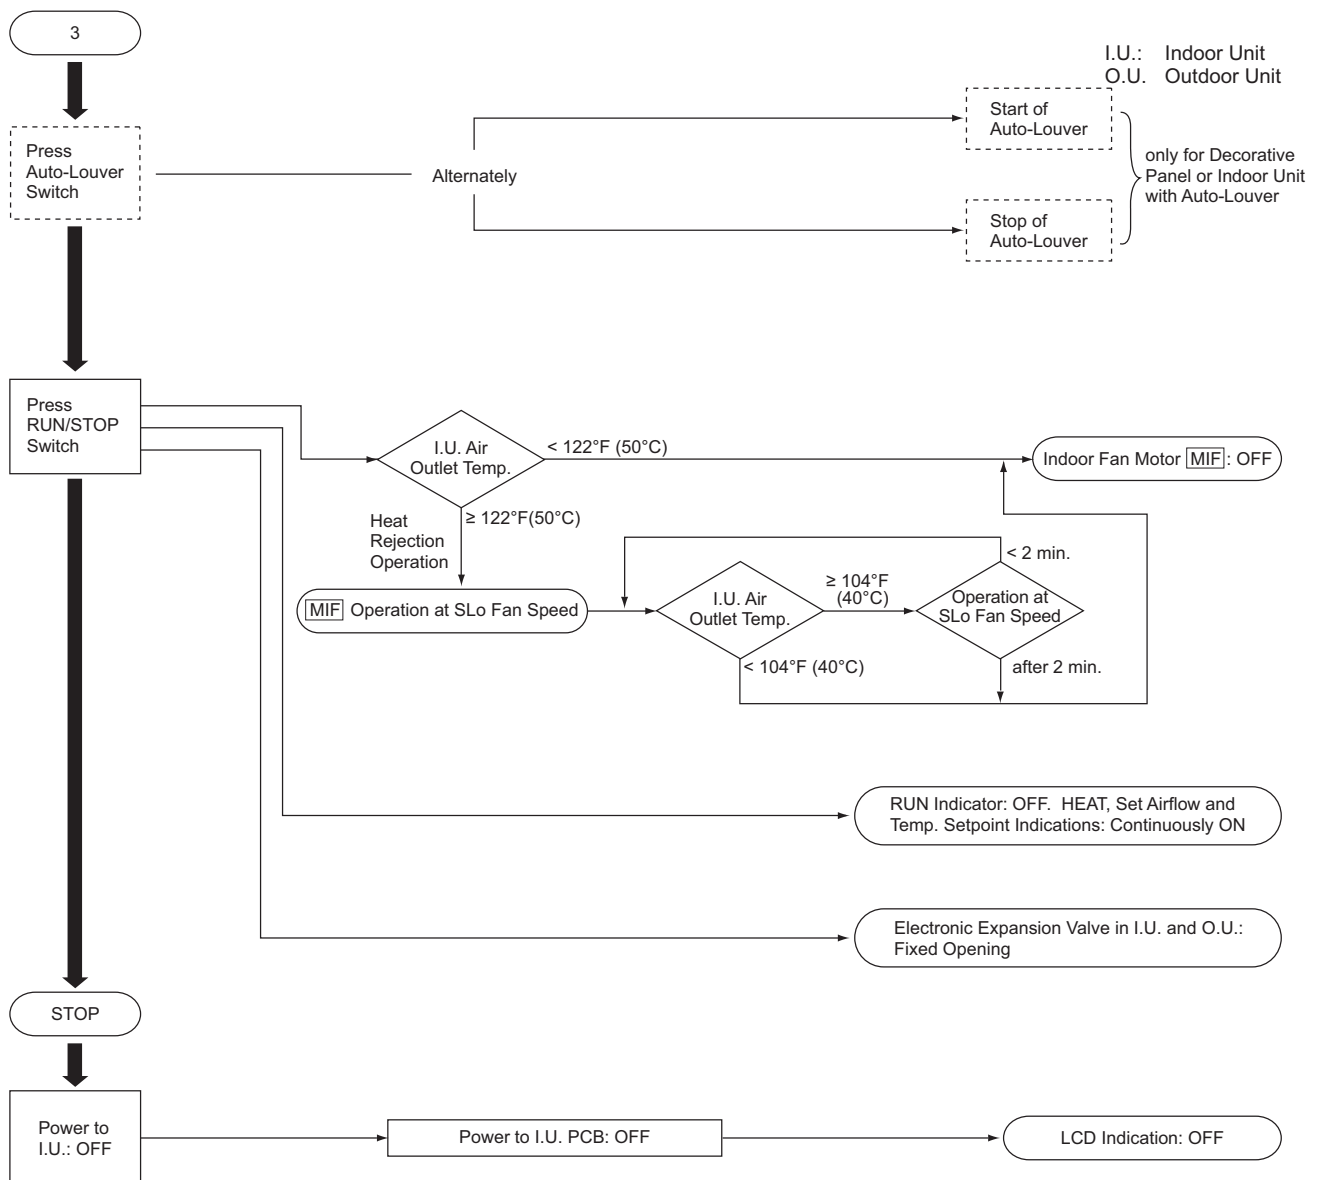 3
I.U.: Indoor Unit
O.U. Outdoor Unit
Press
Auto-Louver
Switch
Alternately
Start of
Auto-Louver
Stop of
Auto-Louver
only for Decorative
Panel or Indoor Unit
with Auto-Louver
Press
RUN/STOP
Switch
I.U. Air
Outlet Temp.
< 122°F (50°C)
Indoor Fan Motor MIF: OFF
≥ 122°F(50°C)
Heat
Rejection
Operation
MIF Operation at SLo Fan Speed
I.U. Air
Outlet Temp.
≥ 104°F
(40°C)
Operation at
SLo Fan Speed
< 2 min.
< 104°F (40°C)
after 2 min.
RUN Indicator: OFF. HEAT, Set Airflow and
Temp. Setpoint Indications: Continuously ON
Electronic Expansion Valve in I.U. and O.U.:
Fixed Opening
STOP
Power to
I.U.: OFF
Power to I.U. PCB: OFF
LCD Indication: OFF